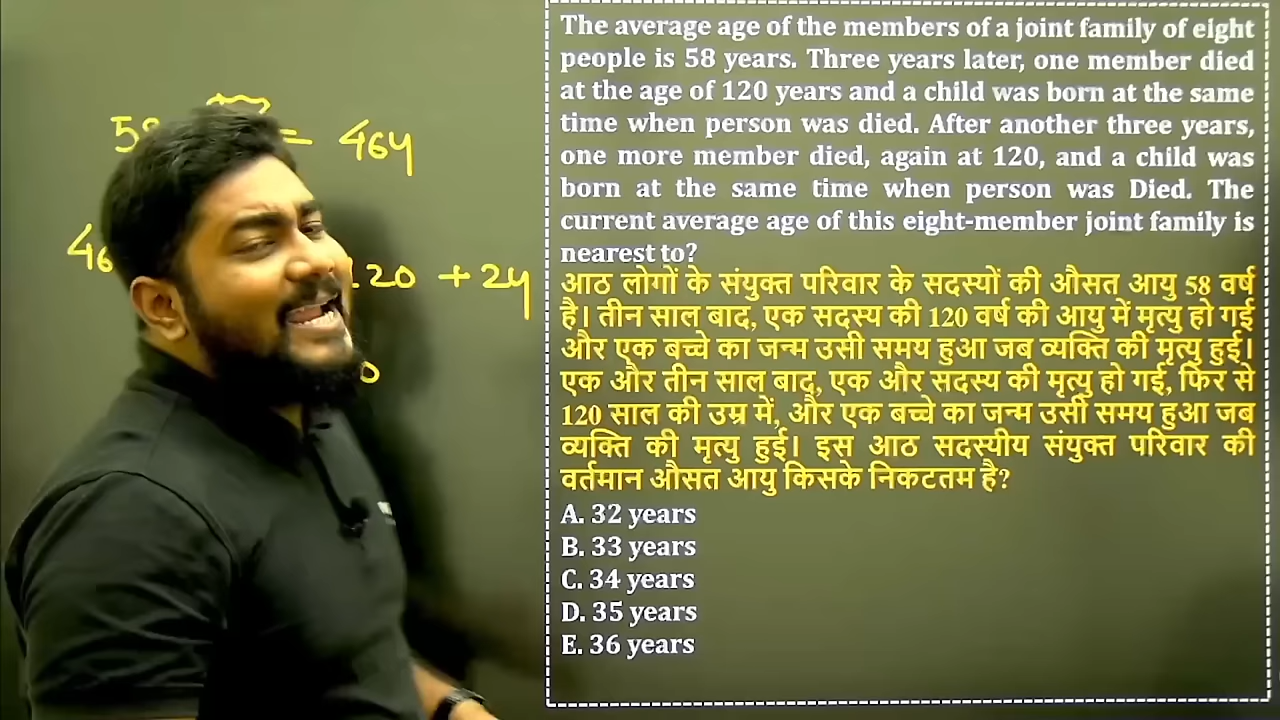 The average age of the members of a joint family of eight
people is 58 years. Three years later, one member died
at the age of 120 years and a child was born at the same
time when person was died. After another three years,
one more member died, again at 120, and a child was
born at the same time when person was Died. The
current average age of this eight-member joint family is
nearest to?
आठ लोगों के संयुक्त परिवार के सदस्यों की औसत आयु 58 वर्ष
है। तीन साल बाद, एक सदस्य की 120 वर्ष की आयु में मृत्यु हो गई
और एक बच्चे का जन्म उसी समय हुआ जब व्यक्ति की मृत्यु हुई।
एक और तीन साल बाद, एक और सदस्य की मृत्यु हो गई, फिर से
120 साल की उम्र में, और एक बच्चे का जन्म उसी समय हुआ जब
व्यक्ति की मृत्यु हुई। इस आठ सदस्यीय संयुक्त परिवार की
वर्तमान औसत आयु किसके निकटतम है?
A. 32 years
B. 33 years
C. 34 years
D. 35 years
E. 36 years
= 464
120 + 24